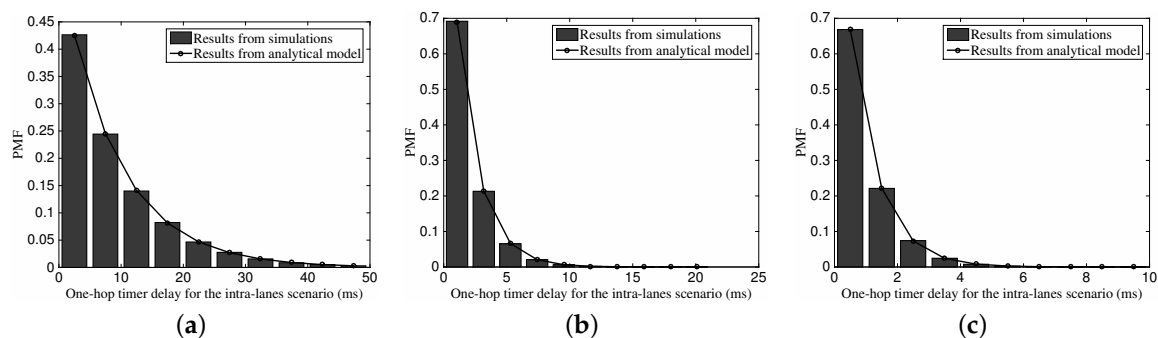 0.45
0.4
0.35
0.3
0.25
0.2
0.15
0.1
0.05
0
PMF
0 10 20 30 40 50
Results from simulations
Results from analytical model
One-hop timer delay for the intra-lanes scenario (ms)
(a)
0.7
0.6
0.5
0.4
0.3
0.2
0.1
0
PMF
0 5 10 15 20 25
Results from simulations
Results from analytical model
One-hop timer delay for the intra-lanes scenario (ms)
(b)
0.7
0.6
0.5
0.4
0.3
0.2
0.1
0
PMF
0 2 4 6 8 10
Results from simulations
Results from analytical model
One-hop timer delay for the intra-lanes scenario (ms)
(c)